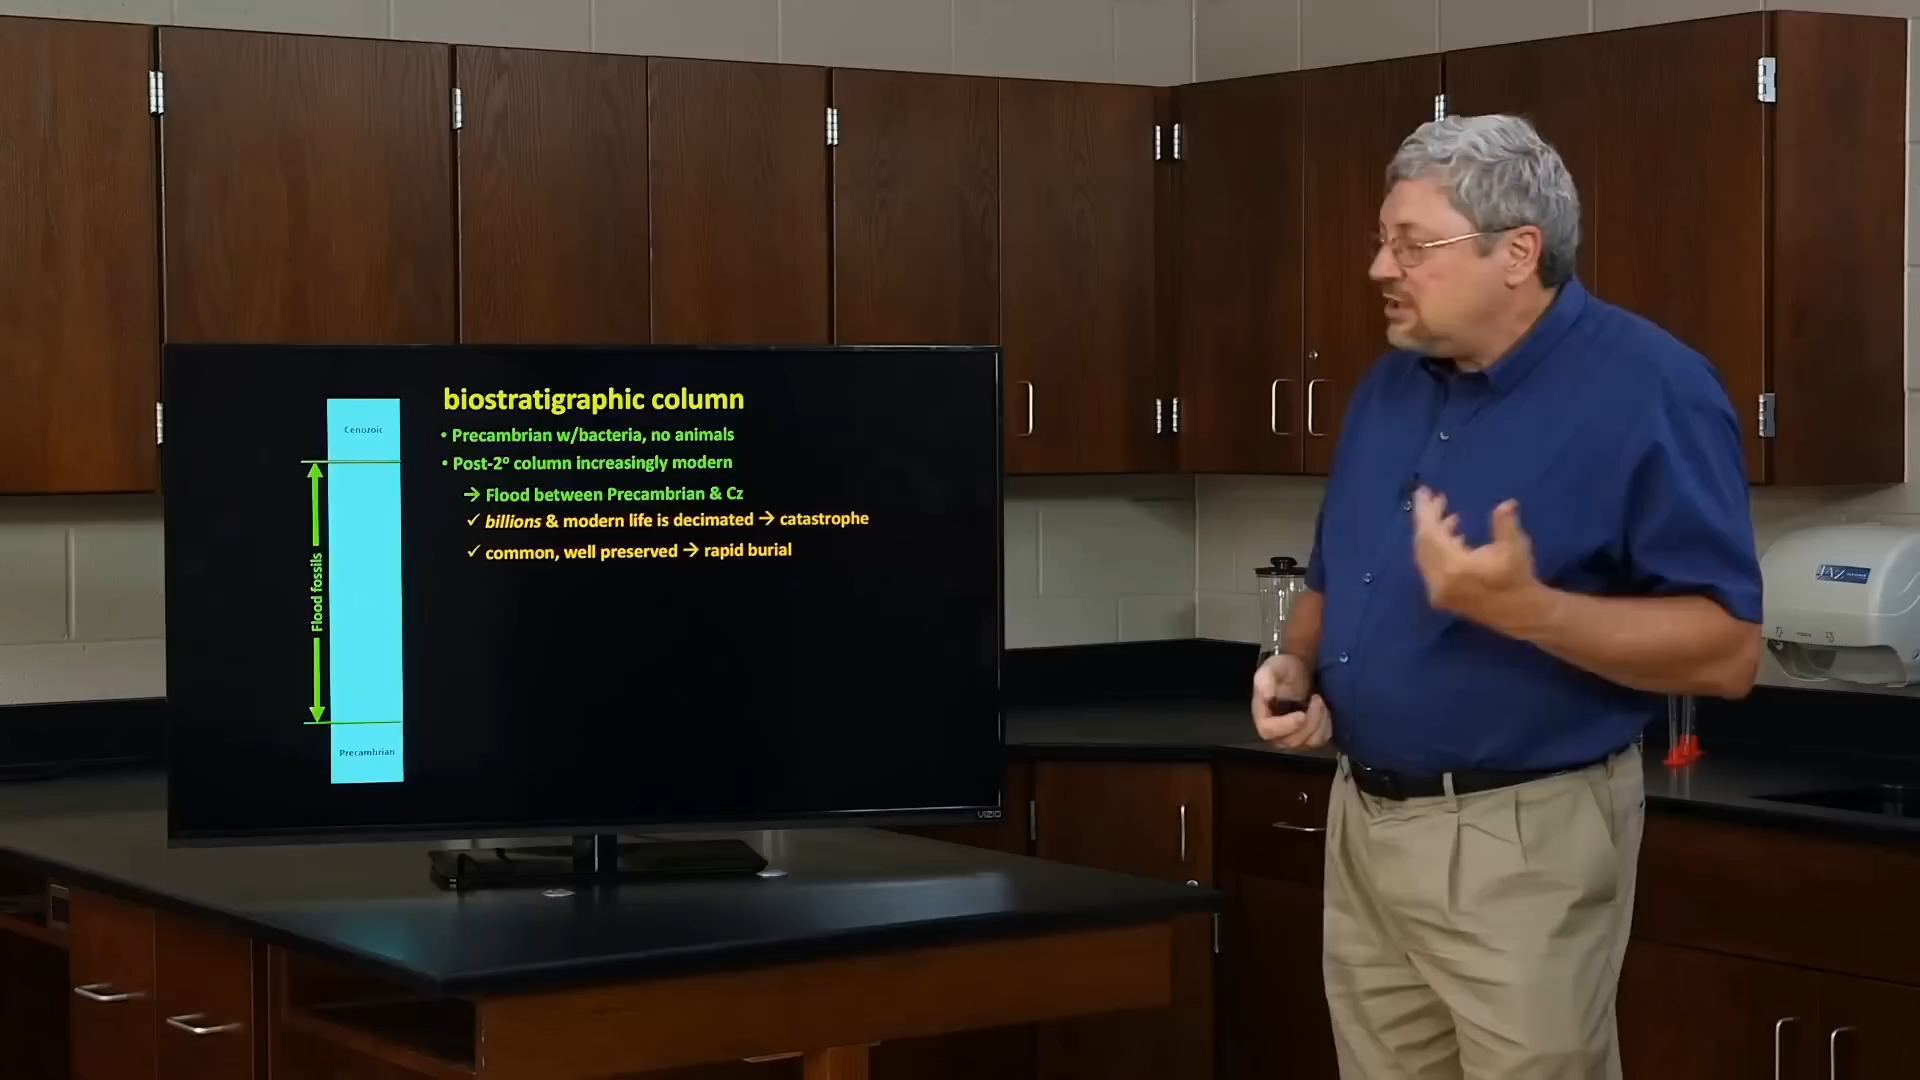 biostratigraphic column
• Precambrian w/bacteria, no animals
• Post-2° column increasingly modern
→ Flood between Precambrian & Cz
✓ billions & modern life is decimated → catastrophe
✓ common, well preserved → rapid burial
Cenozoic
Flood fossils
Precambrian
VIZIO